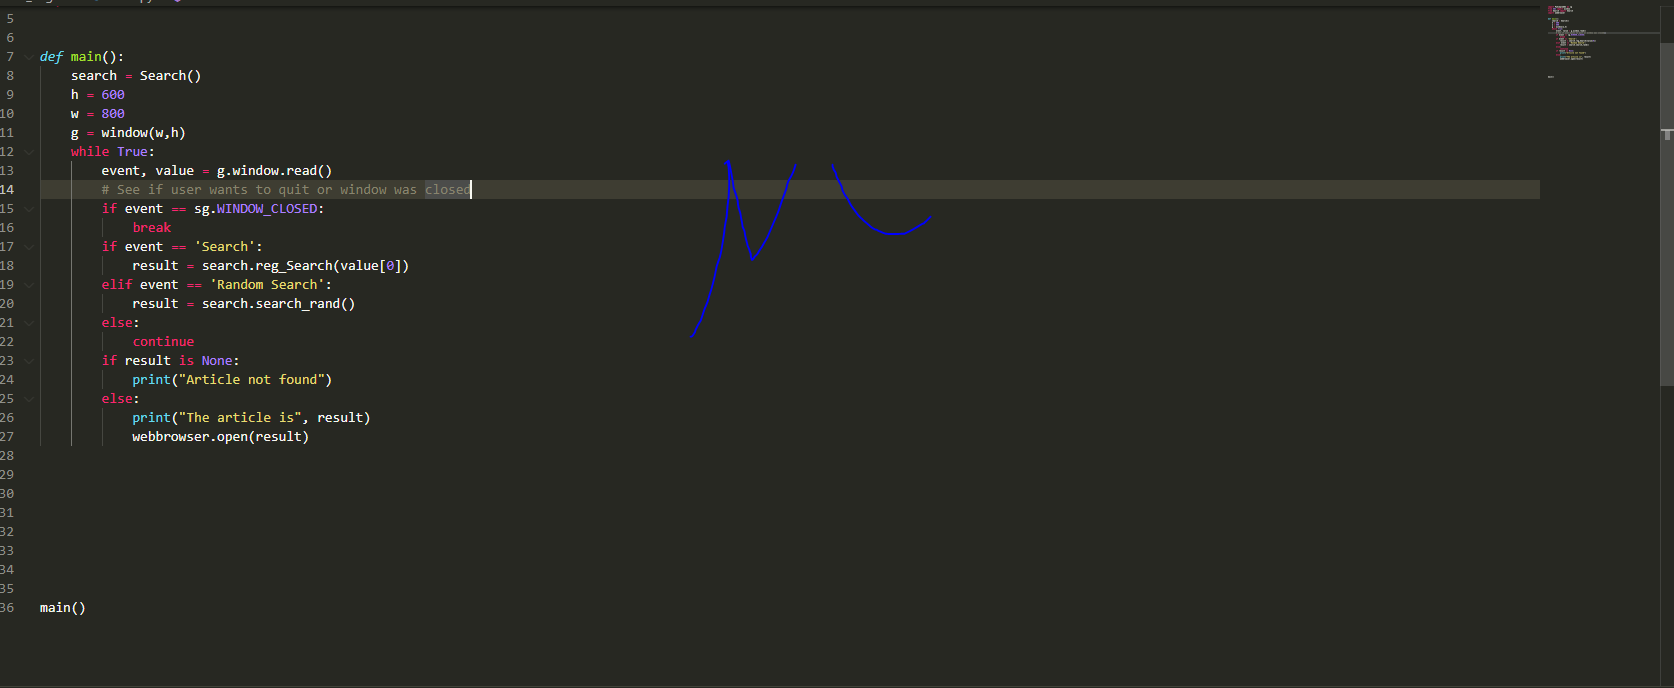 5
6
7 def main():
8 search = Search()
9 h = 600
10 w = 800
11 g = window(w,h)
12 while True:
13 event, value = g.window.read()
14 # See if user wants to quit or window was closed
15 if event == sg.WINDOW_CLOSED:
16 break
17 if event == 'Search':
18 result = search.reg_Search(value[0])
19 elif event == 'Random Search':
20 result = search.search_rand()
21 else:
22 continue
23 if result is None:
24 print("Article not found")
25 else:
26 print("The article is", result)
27 webbrowser.open(result)
28
29
30
31
32
33
34
35
36 main()